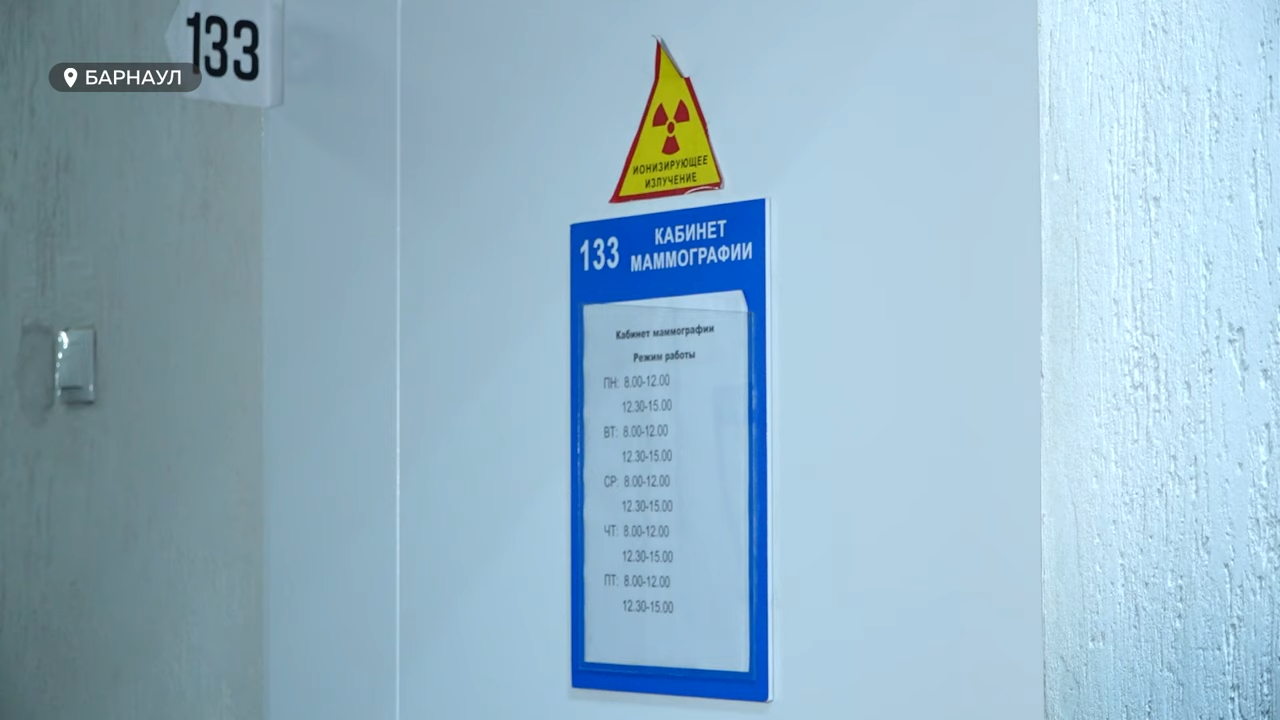 133
БАРНАУЛ
ИОНИЗИРУЮЩЕЕ
ИЗЛУЧЕНИЕ
133 КАБИНЕТ
МАММОГРАФИИ
Кабинет маммографии
Режим работы
ПН: 8.00-12.00
12.30-15.00
ВТ: 8.00-12.00
12.30-15.00
СР: 8.00-12.00
12.30-15.00
ЧТ: 8.00-12.00
12.30-15.00
ПТ: 8.00-12.00
12.30-15.00